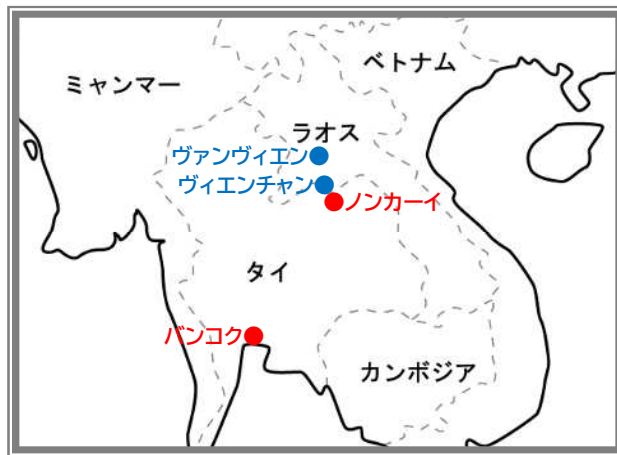 ベトナム
ミャンマー
ラオス
ヴァンヴィエン
ヴィエンチャン
ノンカーイ
タイ
バンコク
カンボジア